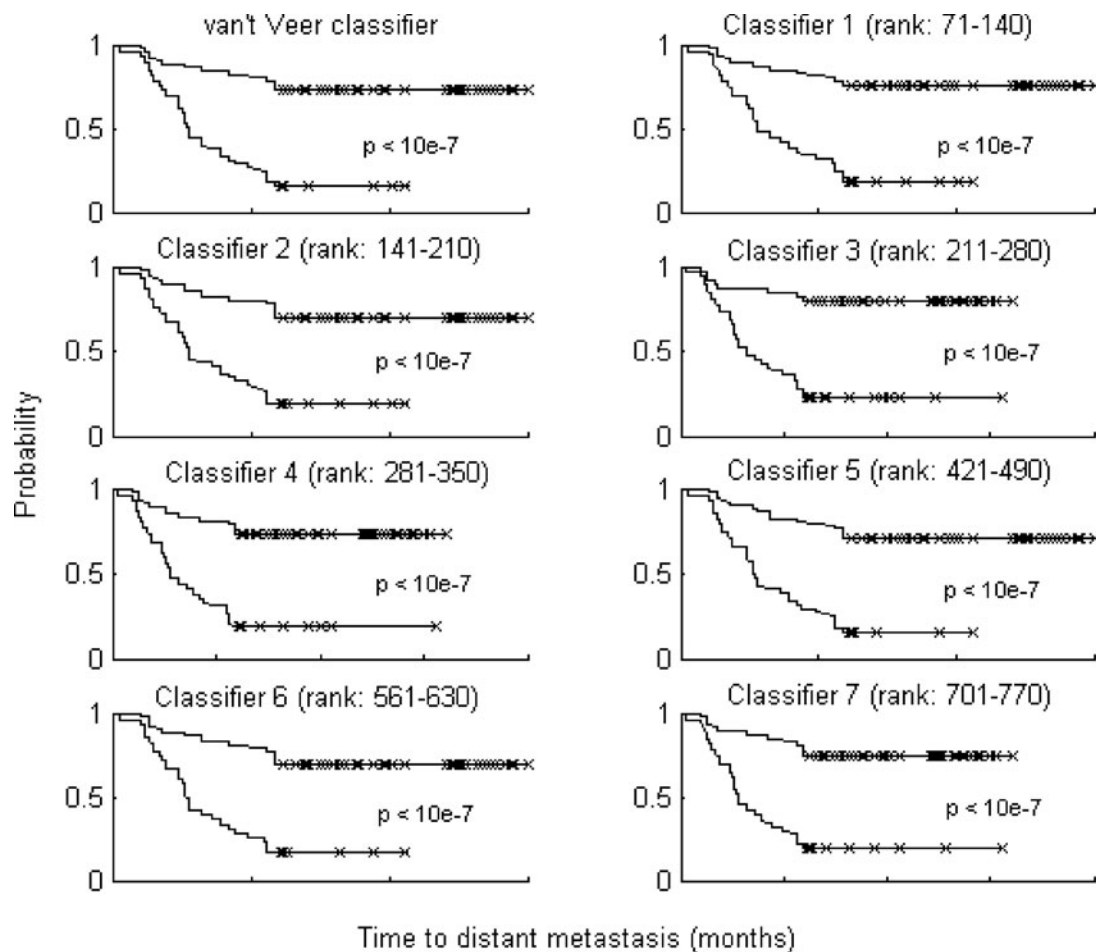 van't Veer classifier
1
0.5
0
p < 10e-7
Classifier 1 (rank: 71-140)
1
0.5
0
p < 10e-7
Classifier 2 (rank: 141-210)
1
0.5
0
p < 10e-7
Classifier 3 (rank: 211-280)
1
0.5
0
p < 10e-7
Probability
Classifier 4 (rank: 281-350)
1
0.5
0
p < 10e-7
Classifier 5 (rank: 421-490)
1
0.5
0
p < 10e-7
Classifier 6 (rank: 561-630)
1
0.5
0
p < 10e-7
Classifier 7 (rank: 701-770)
1
0.5
0
p < 10e-7
Time to distant metastasis (months)